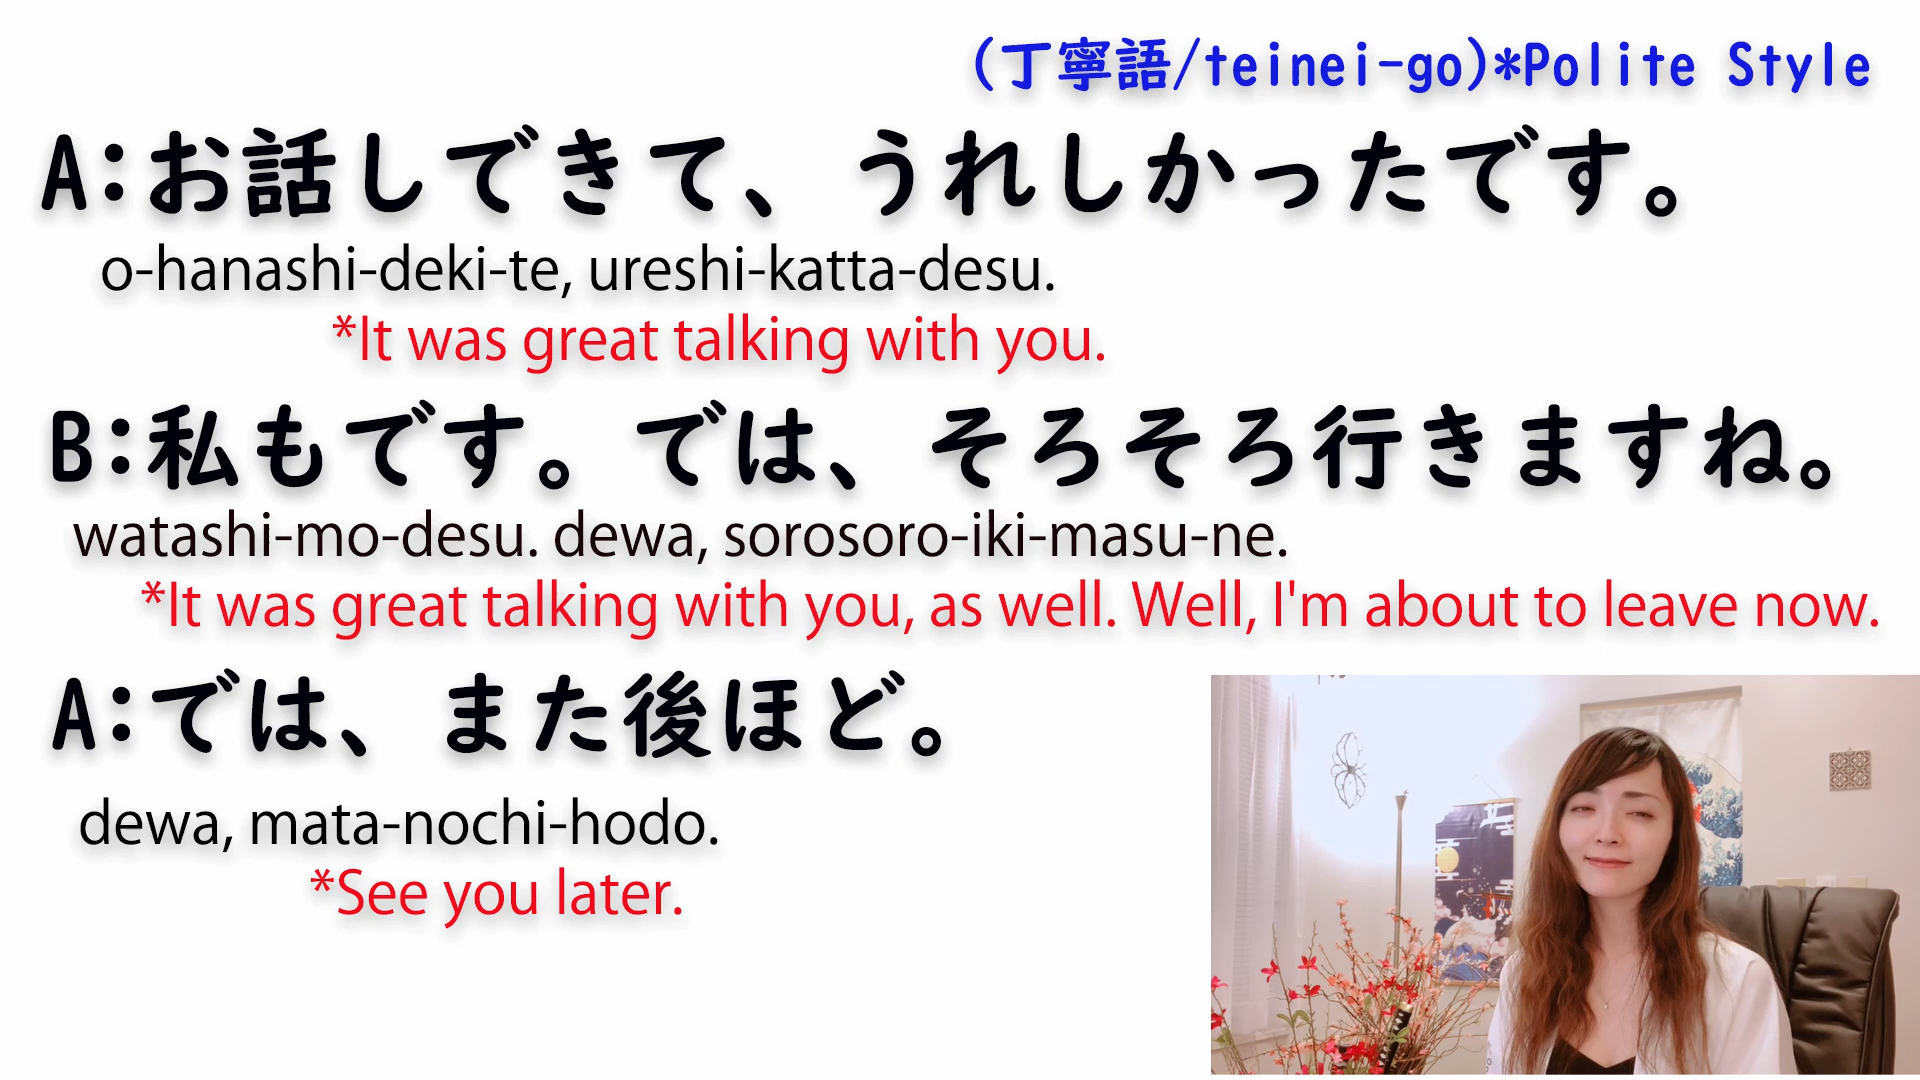 (丁寧語/teinei-go)*Polite Style
A:お話しできて、うれしかったです。
o-hanashi-deki-te, ureshi-katta-desu.
*It was great talking with you.
B:私もです。では、そろそろ行きますね。
watashi-mo-desu. dewa, sorosoro-iki-masu-ne.
*It was great talking with you, as well. Well, I'm about to leave now.
A:では、また後ほど。
dewa, mata-nochi-hodo.
*See you later.